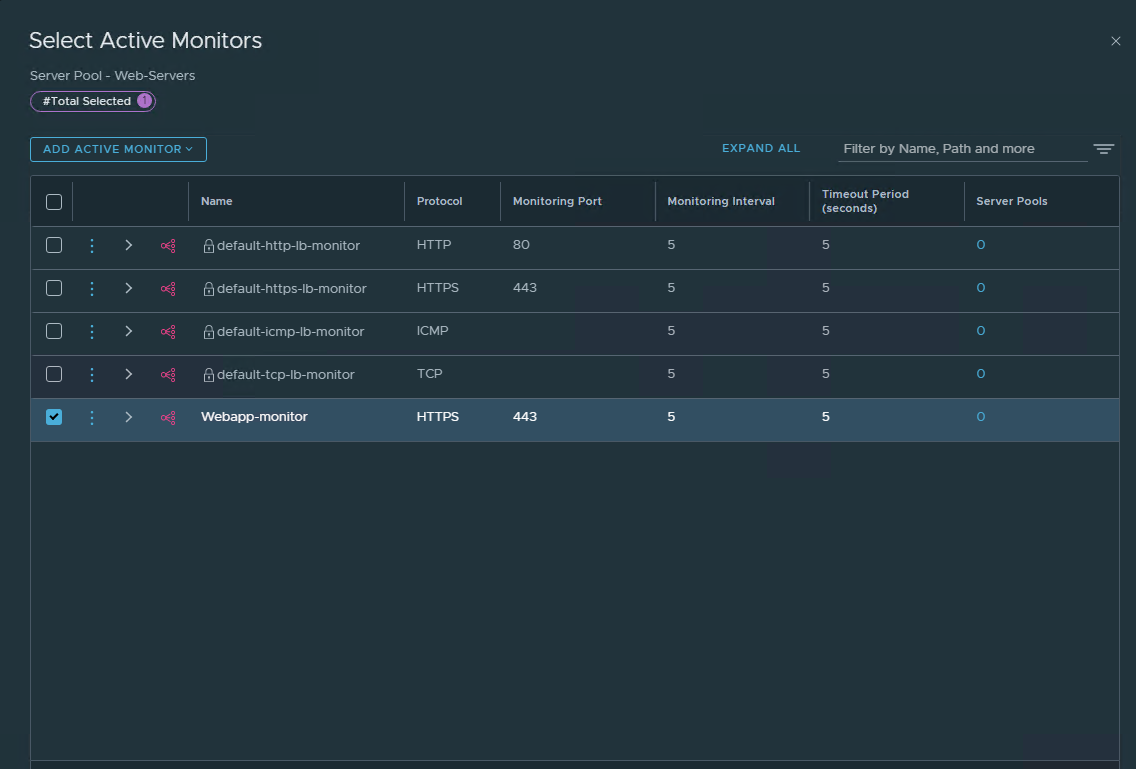 Select Active Monitors
Server Pool - Web-Servers
#Total Selected 1
ADD ACTIVE MONITOR
EXPAND ALL
Filter by Name, Path and more
Name Protocol Monitoring Port Monitoring Interval Timeout Period (seconds) Server Pools
default-http-lb-monitor HTTP 80 5 5 0
default-https-lb-monitor HTTPS 443 5 5 0
default-icmp-lb-monitor ICMP 5 5 0
default-tcp-lb-monitor TCP 5 5 0
Webapp-monitor HTTPS 443 5 5 0